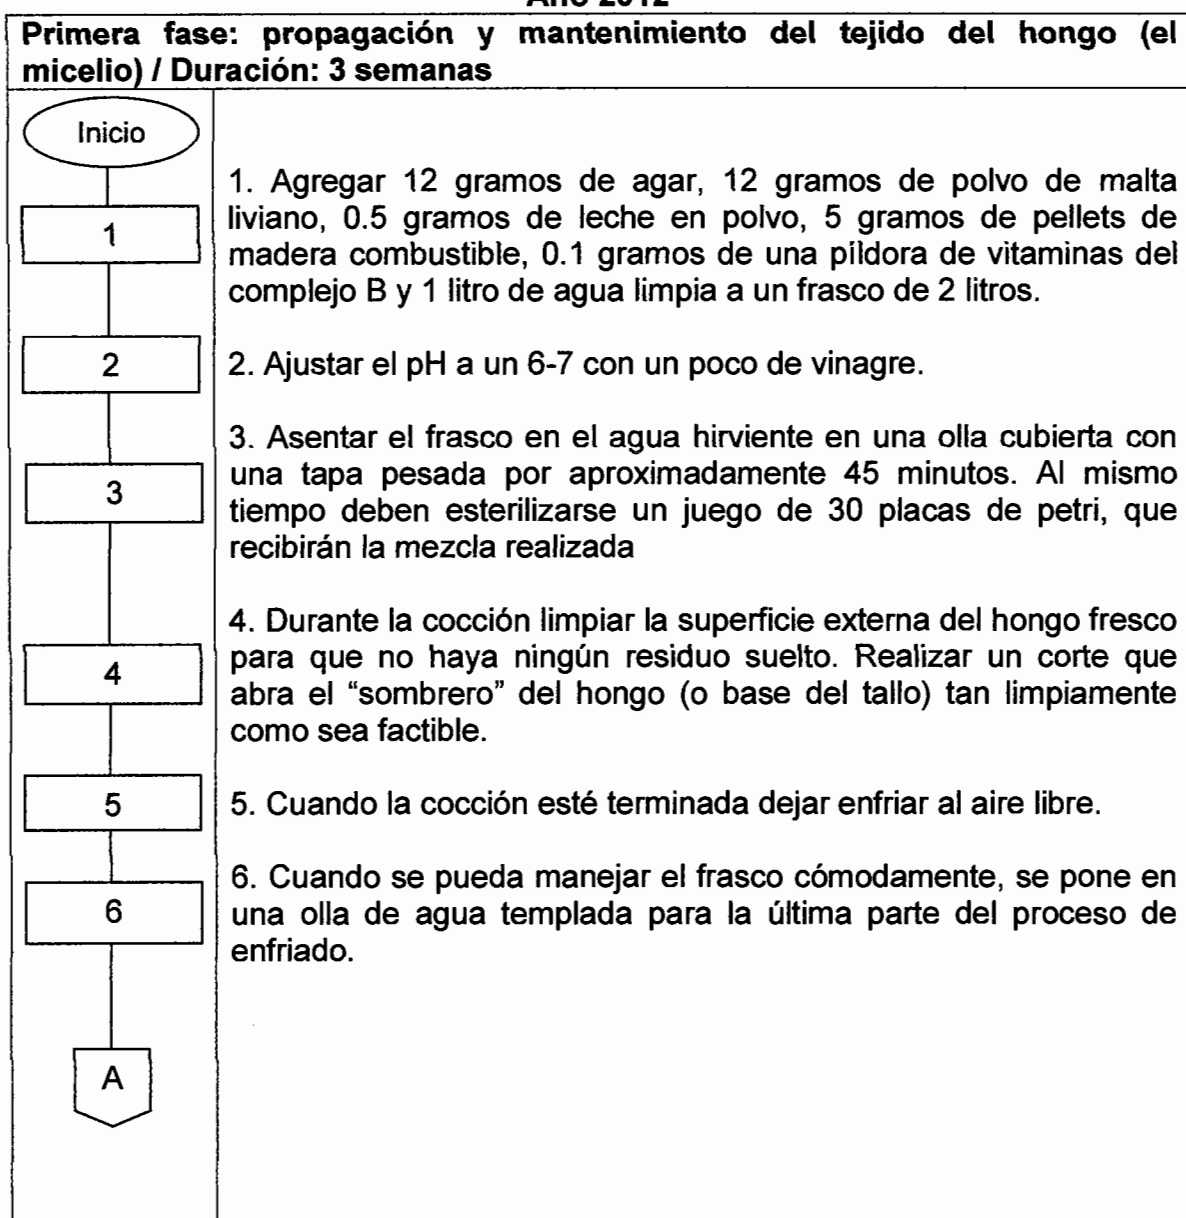 Año 2012
Primera fase: propagación y mantenimiento del tejido del hongo (el
micelio) / Duración: 3 semanas
Inicio
1
1. Agregar 12 gramos de agar, 12 gramos de polvo de malta
liviano, 0.5 gramos de leche en polvo, 5 gramos de pellets de
madera combustible, 0.1 gramos de una píldora de vitaminas del
complejo B y 1 litro de agua limpia a un frasco de 2 litros.
2
2. Ajustar el pH a un 6-7 con un poco de vinagre.
3
3. Asentar el frasco en el agua hirviente en una olla cubierta con
una tapa pesada por aproximadamente 45 minutos. Al mismo
tiempo deben esterilizarse un juego de 30 placas de petri, que
recibirán la mezcla realizada
4
4. Durante la cocción limpiar la superficie externa del hongo fresco
para que no haya ningún residuo suelto. Realizar un corte que
abra el “sombrero” del hongo (o base del tallo) tan limpiamente
como sea factible.
5
5. Cuando la cocción esté terminada dejar enfriar al aire libre.
6
6. Cuando se pueda manejar el frasco cómodamente, se pone en
una olla de agua templada para la última parte del proceso de
enfriado.
A